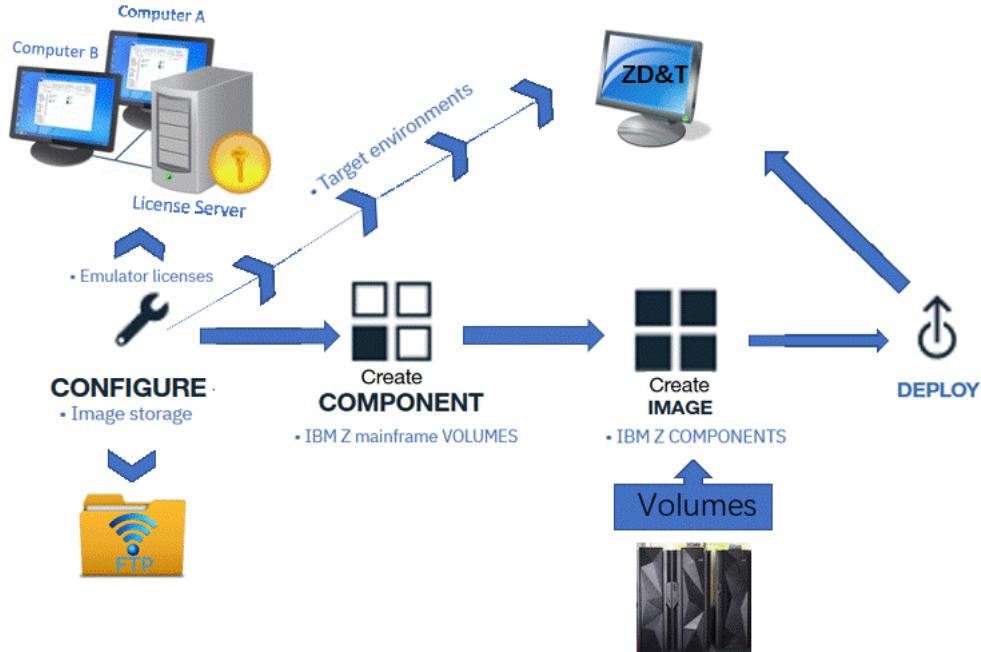 Computer A
Computer B
ZD&T
License Server
• Target environments
• Emulator licenses
CONFIGURE
• Image storage
Create
COMPONENT
• IBM Z mainframe VOLUMES
Create
IMAGE
• IBM Z COMPONENTS
DEPLOY
Volumes
FTP